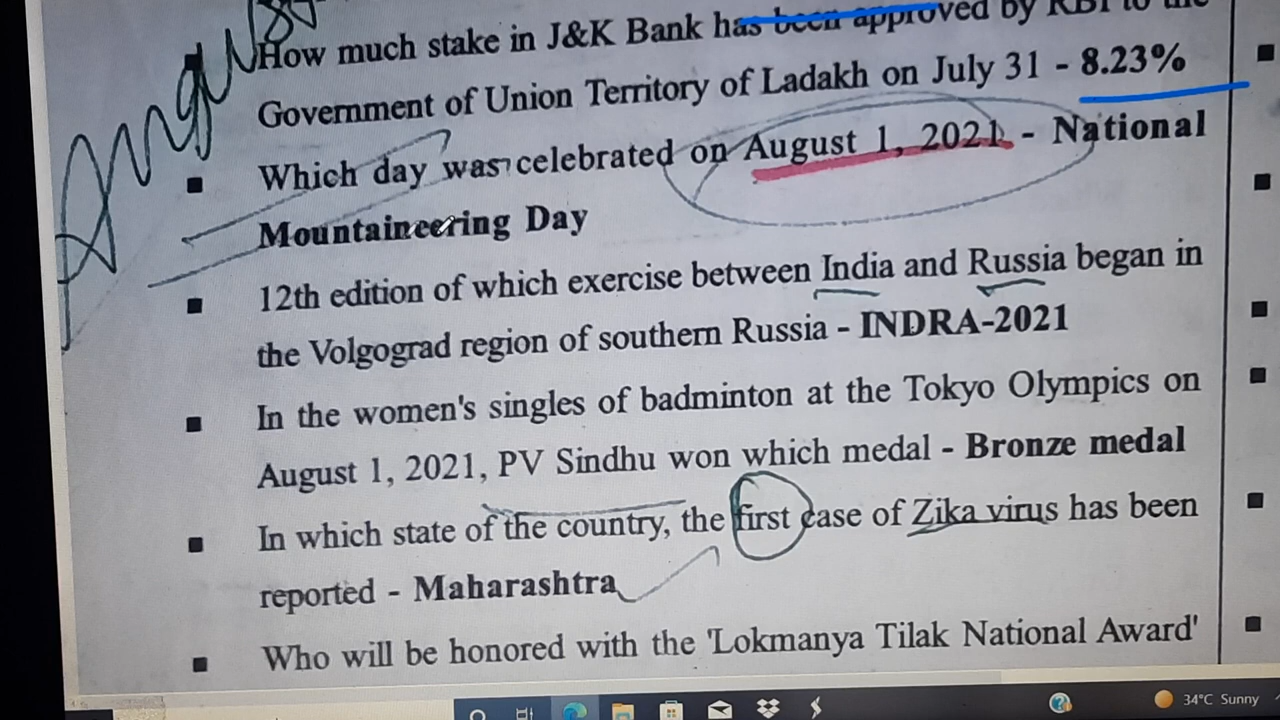 How much stake in J&K Bank has been approved by RBI to the
Government of Union Territory of Ladakh on July 31 - 8.23%
■ Which day was celebrated on August 1, 2021 - National
Mountaineering Day
■ 12th edition of which exercise between India and Russia began in
the Volgograd region of southern Russia - INDRA-2021
■ In the women's singles of badminton at the Tokyo Olympics on
August 1, 2021, PV Sindhu won which medal - Bronze medal
■ In which state of the country, the first case of Zika virus has been
reported - Maharashtra
■ Who will be honored with the 'Lokmanya Tilak National Award'
34°C Sunny